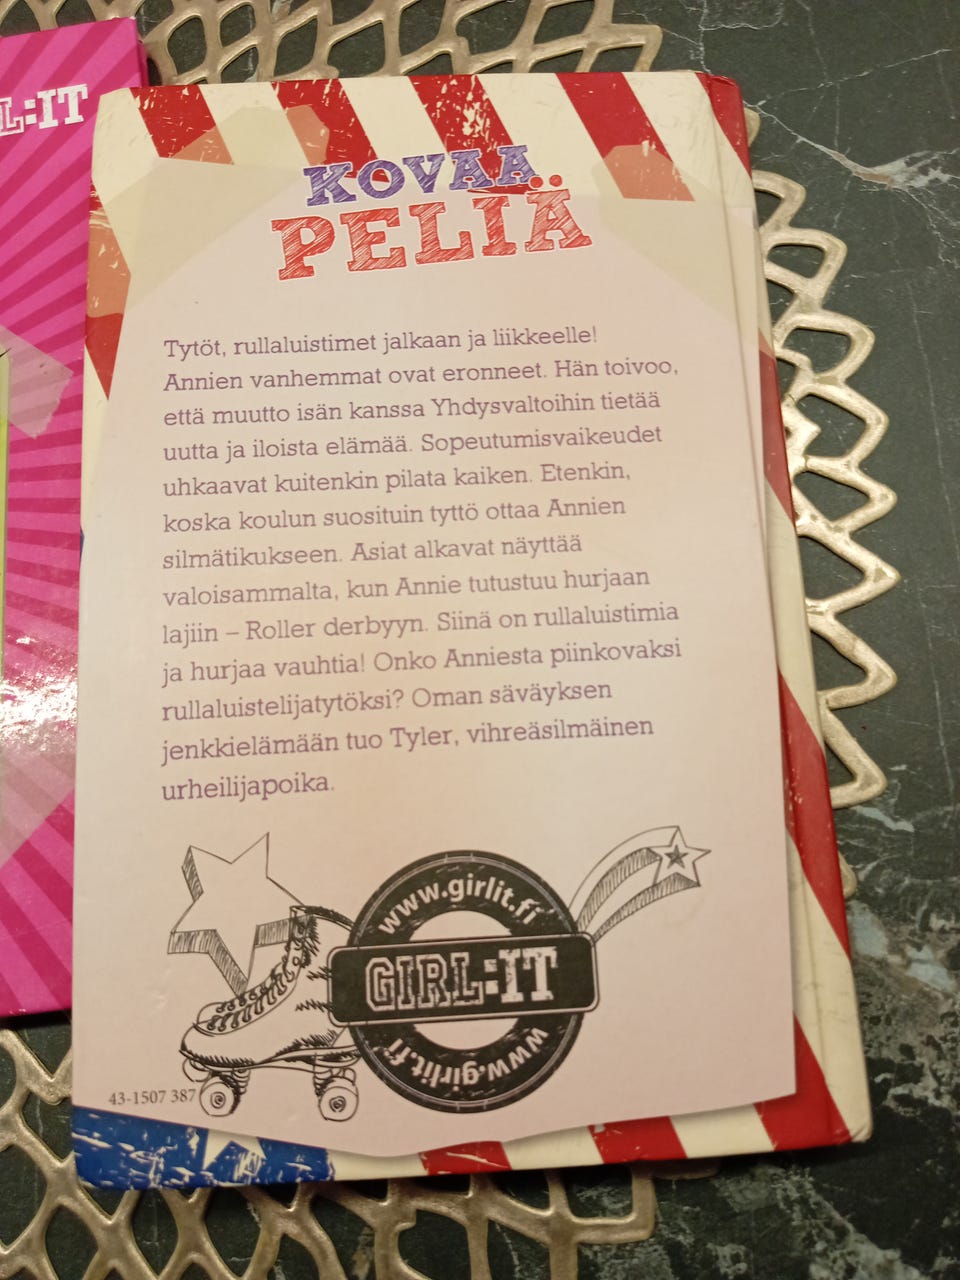 L:IT
KOVAA
PELIÄ
Tytöt, rullaluistimet jalkaan ja liikkeelle!
Annien vanhemmat ovat eronneet. Hän toivoo,
että muutto isän kanssa Yhdysvaltoihin tietää
uutta ja iloista elämää. Sopeutumisvaikeudet
uhkaavat kuitenkin pilata kaiken. Etenkin,
koska koulun suosituin tyttö ottaa Annien
silmätikukseen. Asiat alkavat näyttää
valoisammalta, kun Annie tutustuu hurjaan
lajiin – Roller derbyyn. Siinä on rullaluistimia
ja hurjaa vauhtia! Onko Anniesta piinkovaksi
rullaluistelijatytöksi? Oman säväyksen
jenkkielämään tuo Tyler, vihreäsilmäinen
urheilijapoika.
www.girlit.fi
GIRL:IT
www.girlit.fi
43-1507 387